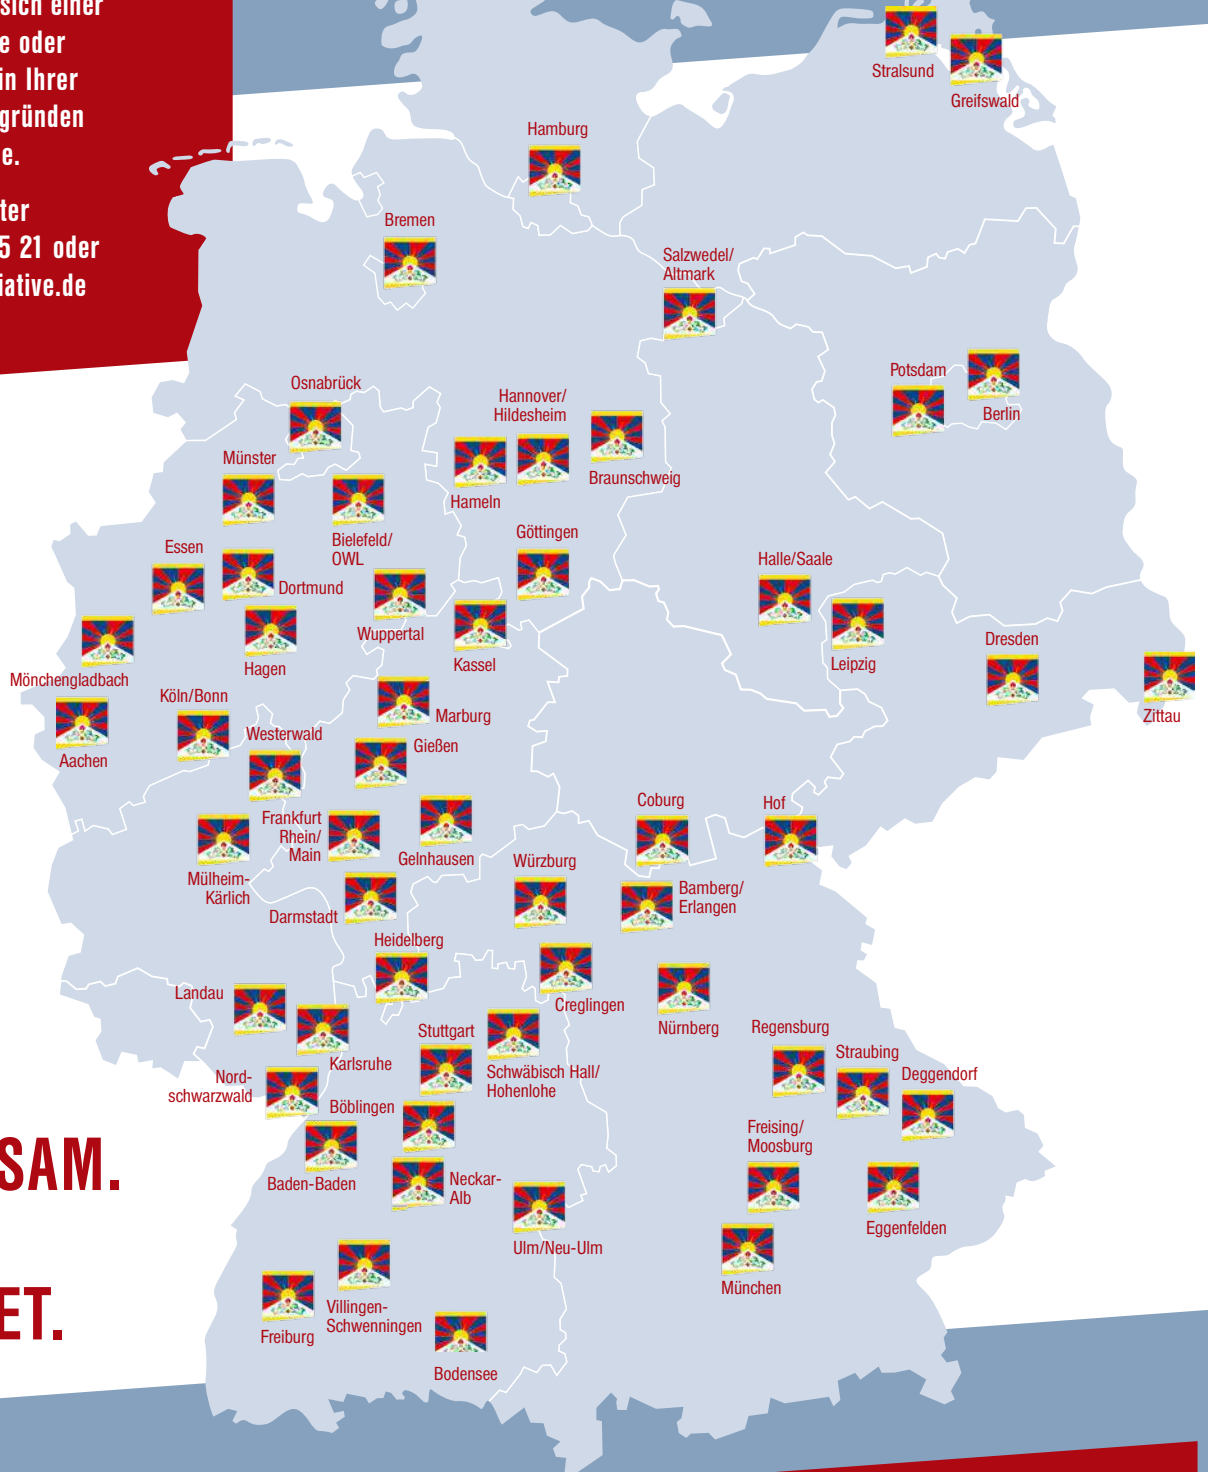 sich einer
e oder
in Ihrer
gründen
e.
ter
5 21 oder
iative.de
Stralsund
Greifswald
Hamburg
Bremen
Salzwedel/
Altmark
Potsdam
Berlin
Osnabrück
Hannover/
Hildesheim
Braunschweig
Münster
Hameln
Bielefeld/
OWL
Göttingen
Essen
Dortmund
Halle/Saale
Wuppertal
Hagen
Kassel
Leipzig
Dresden
Mönchengladbach
Zittau
Köln/Bonn
Marburg
Westerwald
Gießen
Aachen
Frankfurt
Rhein/
Main
Gelnhausen
Coburg
Hof
Mülheim-
Kärlich
Würzburg
Bamberg/
Erlangen
Darmstadt
Heidelberg
Creglingen
Landau
Nürnberg
Karlsruhe
Stuttgart
Schwäbisch Hall/
Hohenlohe
Regensburg
Straubing
Deggendorf
Nord-
schwarzwald
Böblingen
Freising/
Moosburg
Baden-Baden
Neckar-
Alb
Eggenfelden
Ulm/Neu-Ulm
München
SAM.
ET.
Villingen-
Schwenningen
Freiburg
Bodensee